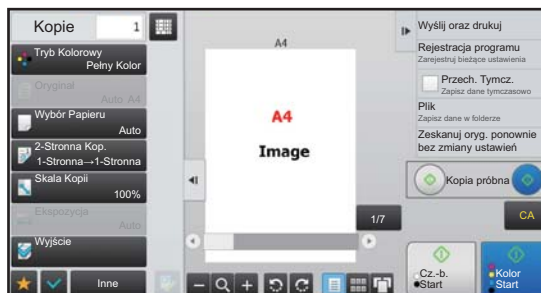 Kopie 1
Tryb Kolorowy
Pełny Kolor
Oryginał
Auto A4
Wybór Papieru
Auto
2-Stronna Kop.
1-Stronna→1-Stronna
Skala Kopii
100%
Ekspozycja
Auto
Wyjście
Inne
A4
A4
Image
1/7
Wyślij oraz drukuj
Rejestracja programu
Zarejestruj bieżące ustawienia
Przech. Tymcz.
Zapisz dane tymczasowo
Plik
Zapisz dane w folderze
Zeskanuj oryg. ponownie
bez zmiany ustawień
Kopia próbna
CA
Cz.-b.
Start
Kolor
Start